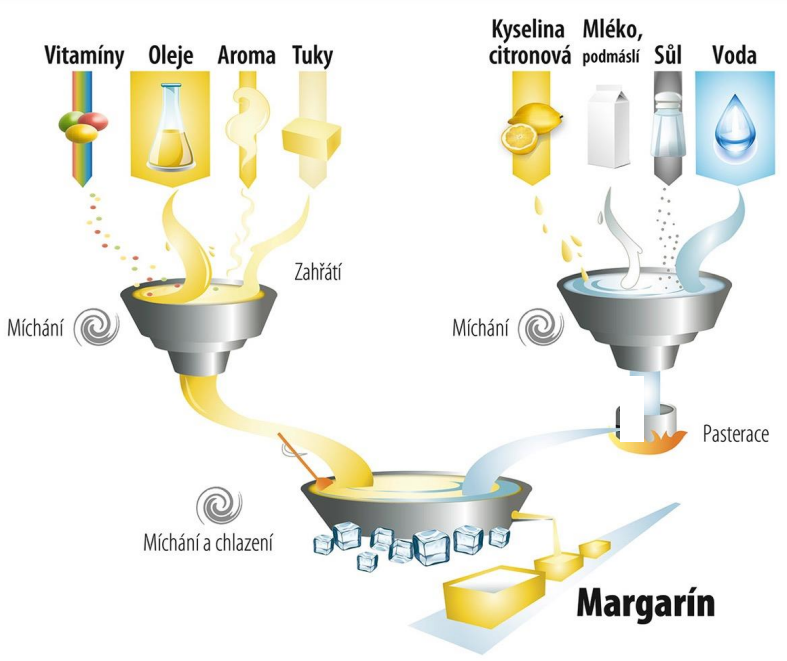 Vitamíny
Oleje
Aroma
Tuky
Kyselina
citronová
Mléko,
podmáslí
Sůl
Voda
Zahřátí
Míchání
Míchání
Pasterace
Míchání a chlazení
Margarín